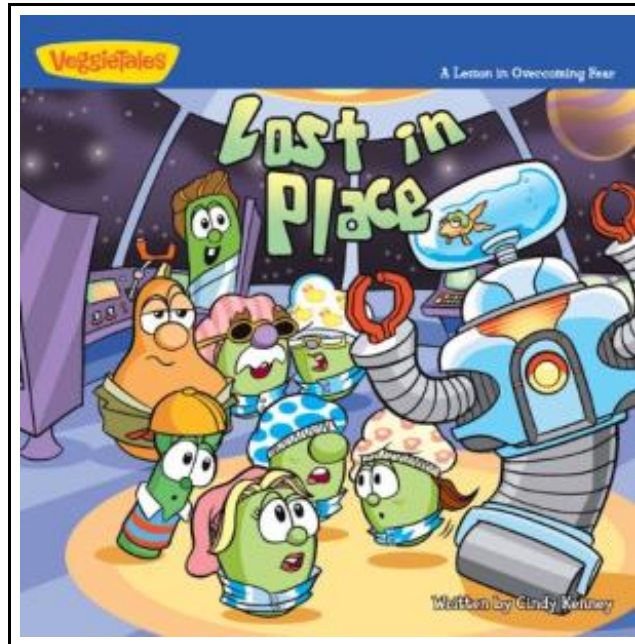 VeggieTales
A Lesson in Overcoming Fear
Lost in
Place
Written by Cindy Kenney